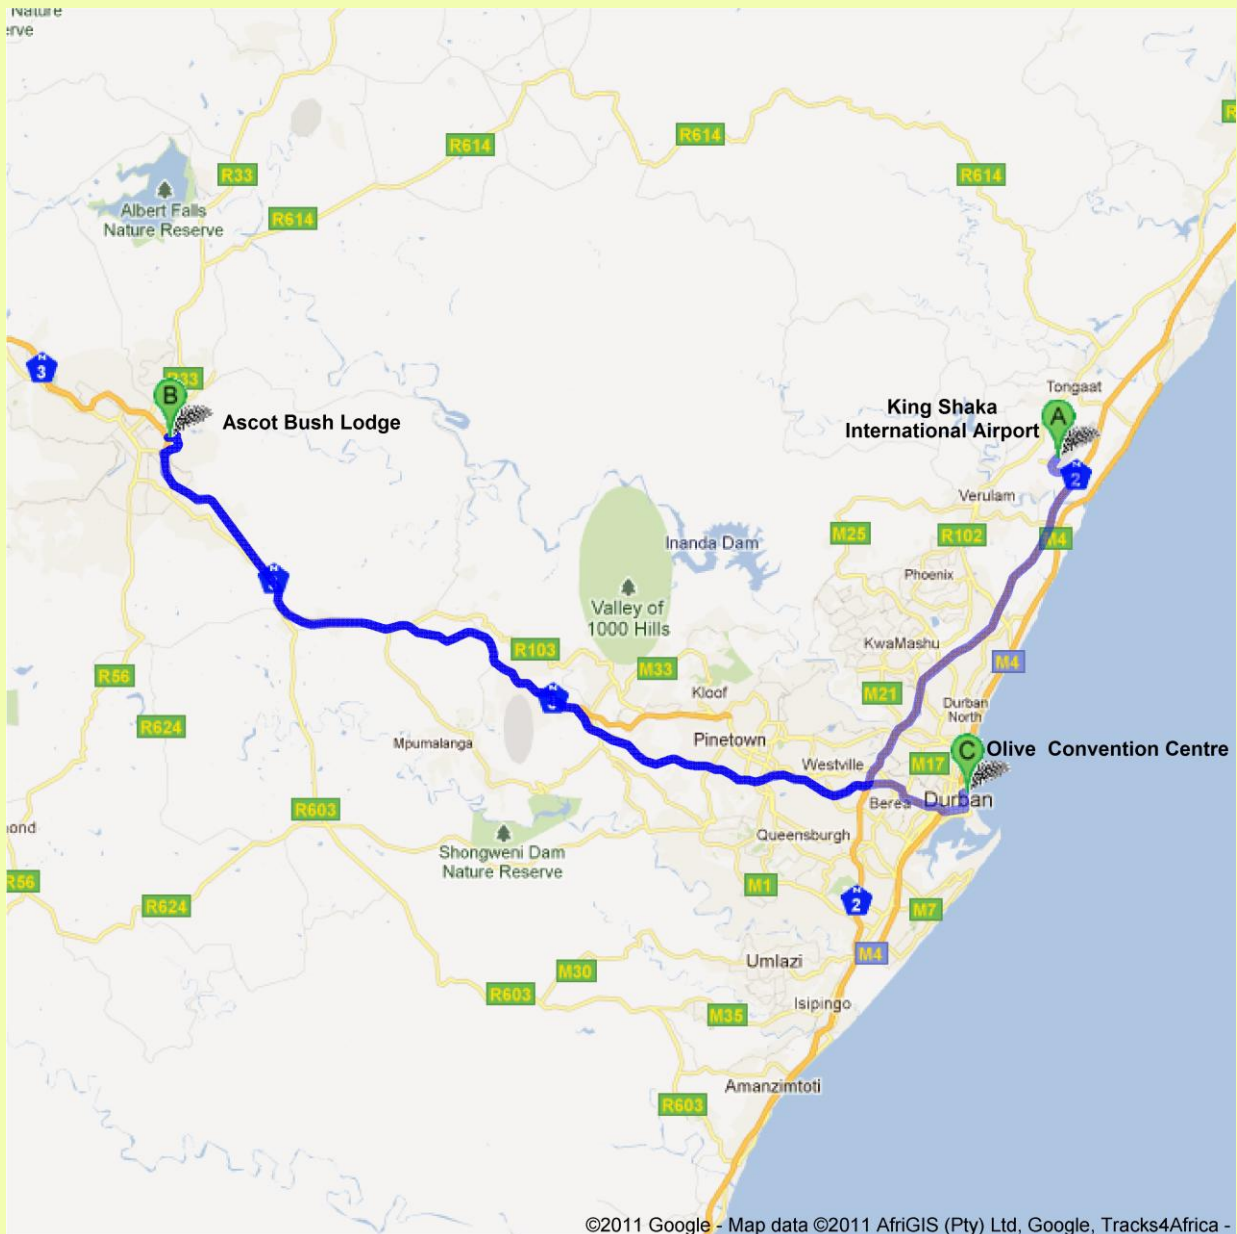 Nature
erve
R614
R614
R33
R614
Albert Falls
Nature Reserve
R614
N
3
R33
B
Tongaat
King Shaka
International Airport
A
Ascot Bush Lodge
N
2
Verulam
M25
R102
M4
Inanda Dam
Phoenix
Valley of
1000 Hills
KwaMashu
R103
M4
M33
R56
M21
Kloof
Durban
North
R624
Mpumalanga
Pinetown
Olive Convention Centre
C
Westville
M17
Berea
Durban
R603
ond
Queensburgh
Shongweni Dam
Nature Reserve
R56
M1
R624
N
2
M7
M4
Umlazi
M30
R603
Isipingo
M35
Amanzimtoti
R603
©2011 Google - Map data ©2011 AfriGIS (Pty) Ltd, Google, Tracks4Africa -